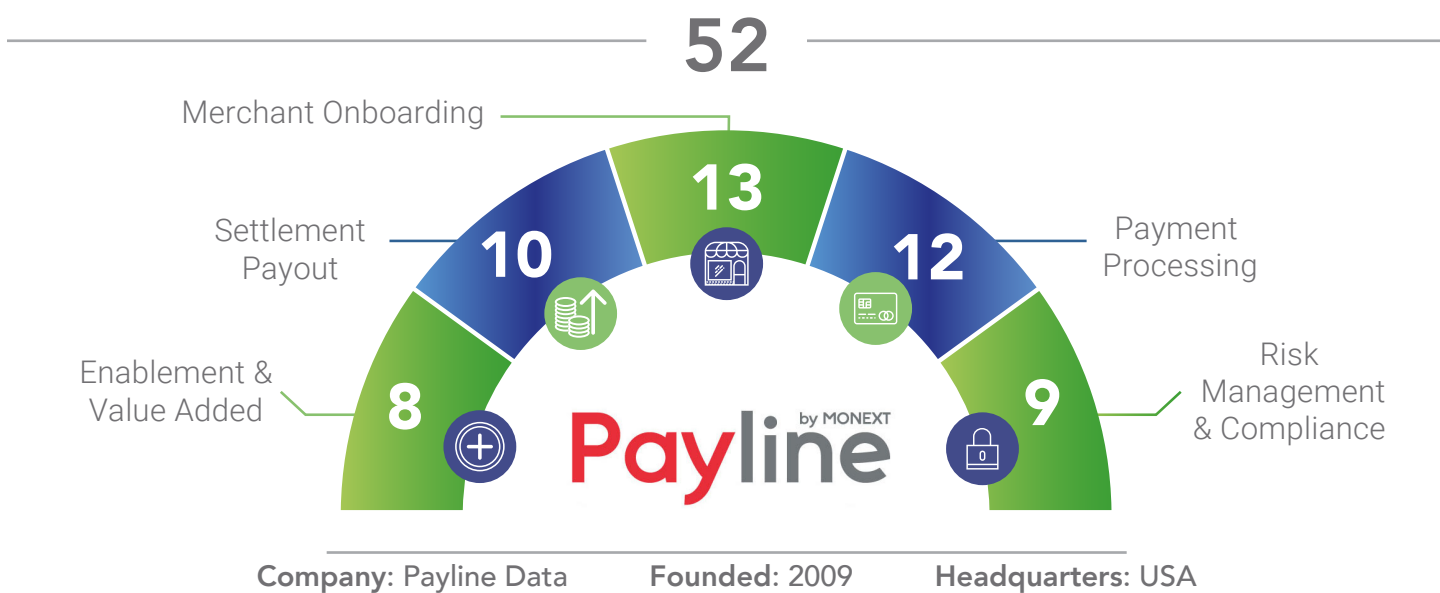 52
Merchant Onboarding
13
Settlement
Payout
10
12
Payment
Processing
Enablement &
Value Added
8
9
Risk
Management
& Compliance
by MONEXT
Payline
Company: Payline Data Founded: 2009 Headquarters: USA